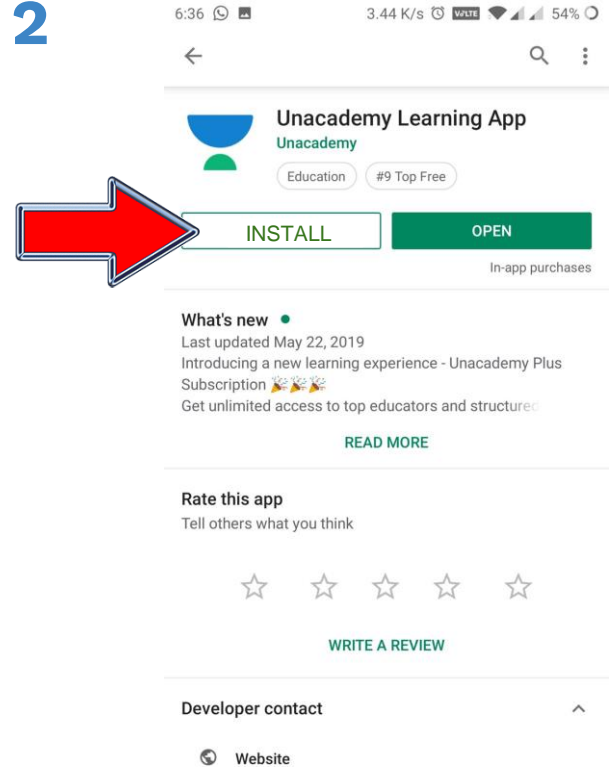 2
6:36 3.44 K/s VoLTE 54%
Unacademy Learning App
Unacademy
Education #9 Top Free
INSTALL OPEN
In-app purchases
What's new
Last updated May 22, 2019
Introducing a new learning experience - Unacademy Plus
Subscription 🎉🎉🎉
Get unlimited access to top educators and structured
READ MORE
Rate this app
Tell others what you think
WRITE A REVIEW
Developer contact
Website